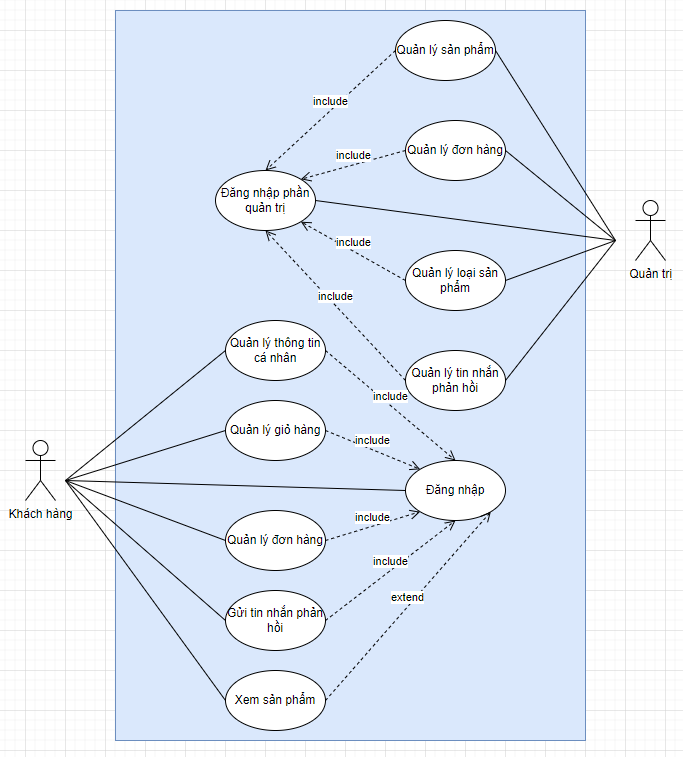 Quản lý sản phẩm
include
Quản lý đơn hàng
include
Đăng nhập phần
quản trị
include
Quản lý loại sản
phẩm
Quản trị
include
Quản lý thông tin
cá nhân
Quản lý tin nhắn
phản hồi
include
Quản lý giỏ hàng
include
Đăng nhập
Khách hàng
include
Quản lý đơn hàng
include
extend
Gửi tin nhắn phản
hồi
Xem sản phẩm